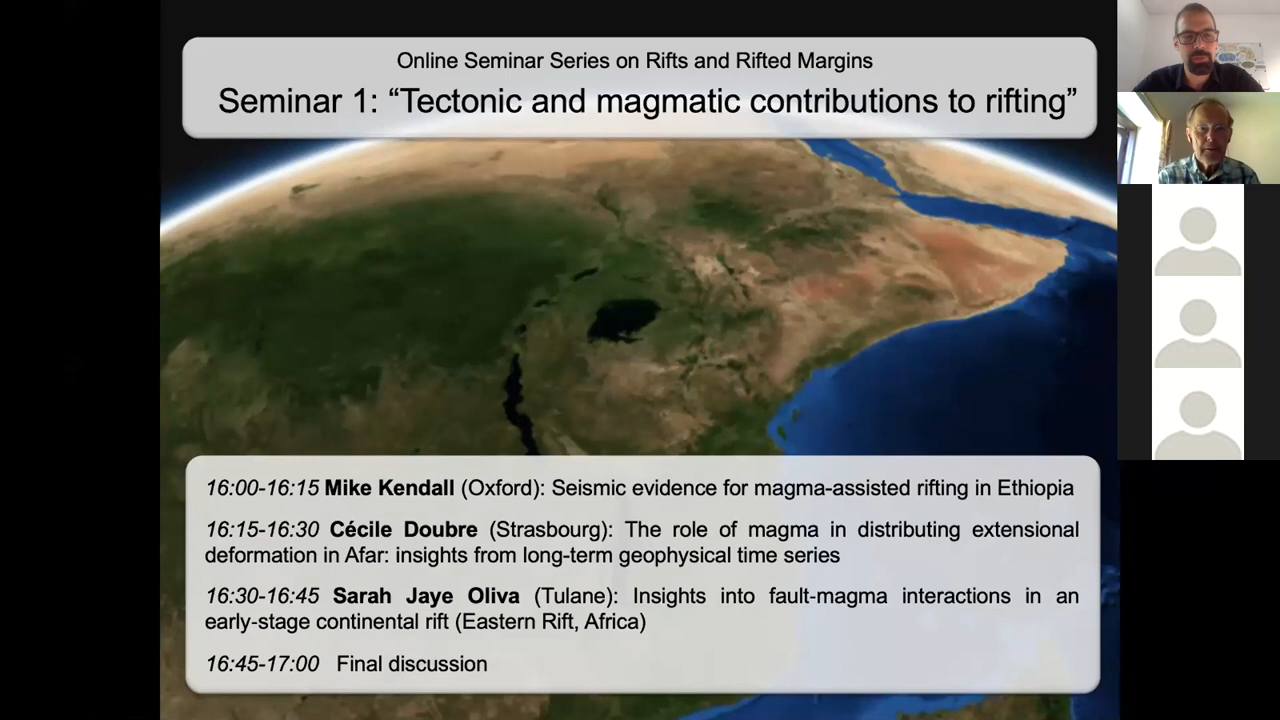 Online Seminar Series on Rifts and Rifted Margins
Seminar 1: “Tectonic and magmatic contributions to rifting”
16:00-16:15 Mike Kendall (Oxford): Seismic evidence for magma-assisted rifting in Ethiopia
16:15-16:30 Cécile Doubre (Strasbourg): The role of magma in distributing extensional
deformation in Afar: insights from long-term geophysical time series
16:30-16:45 Sarah Jaye Oliva (Tulane): Insights into fault-magma interactions in an
early-stage continental rift (Eastern Rift, Africa)
16:45-17:00 Final discussion